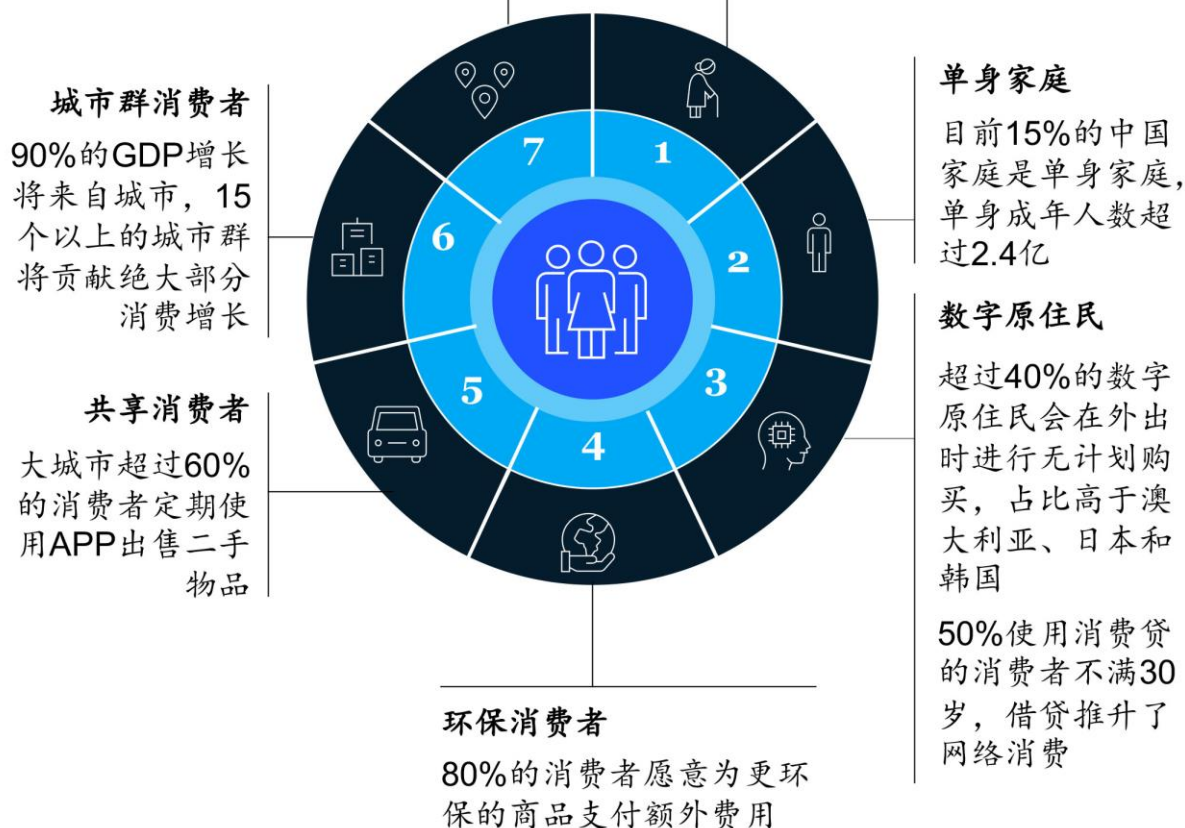 城市群消费者
90%的GDP增长
将来自城市，15
个以上的城市群
将贡献绝大部分
消费增长
共享消费者
大城市超过60%
的消费者定期使
用APP出售二手
物品
7
1
6
2
5
3
4
单身家庭
目前15%的中国
家庭是单身家庭，
单身成年人数超
过2.4亿
数字原住民
超过40%的数字
原住民会在外出
时进行无计划购
买，占比高于澳
大利亚、日本和
韩国
50%使用消费贷
的消费者不满30
岁，借贷推升了
网络消费
环保消费者
80%的消费者愿意为更环
保的商品支付额外费用